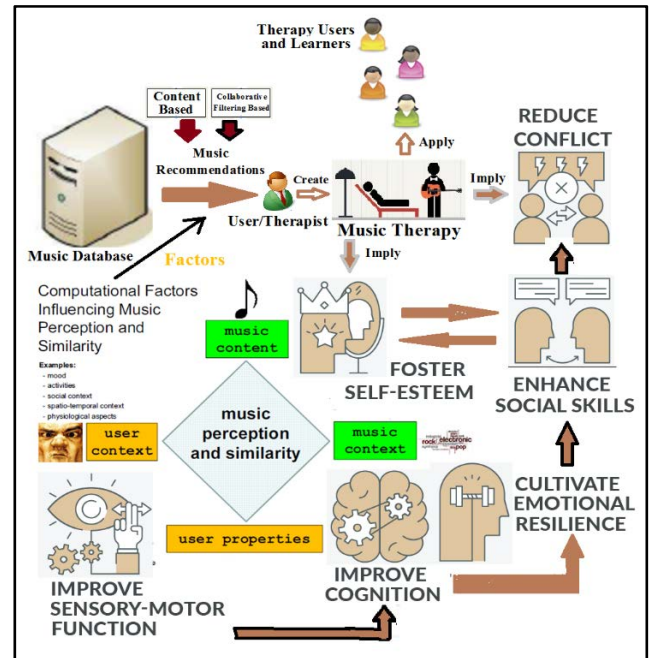 Therapy Users
and Learners
Content
Based
Collaborative
Filtering Based
Music
Recommendations
Apply
REDUCE
CONFLICT
Create
Imply
User/Therapist
Music Therapy
Music Database
Factors
Imply
Computational Factors
Influencing Music
Perception and
Similarity
Examples:
- mood
- activities
- social context
- spatio-temporal context
- physiological aspects
music
content
FOSTER
SELF-ESTEEM
ENHANCE
SOCIAL SKILLS
user
context
music
perception
and similarity
music
context
rock
electronic
pop
CULTIVATE
EMOTIONAL
RESILIENCE
user properties
IMPROVE
SENSORY-MOTOR
FUNCTION
IMPROVE
COGNITION